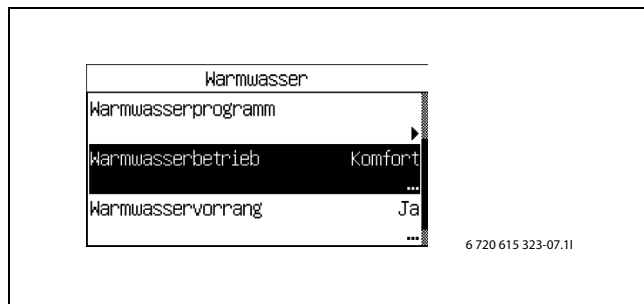 Warmwasser
Warmwasserprogramm
Warmwasserbetrieb Komfort
...
Warmwasservorrang Ja
...
6 720 615 323-07.1I